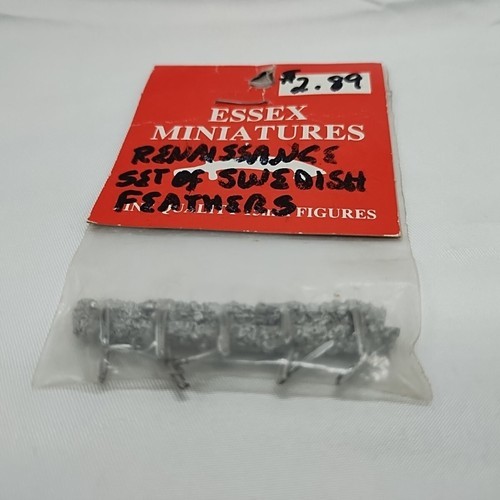 $2.89
ESSEX
MINIATURES
RENAISSANCE
SET OF SWEDISH
FEATHERS
FIGURES